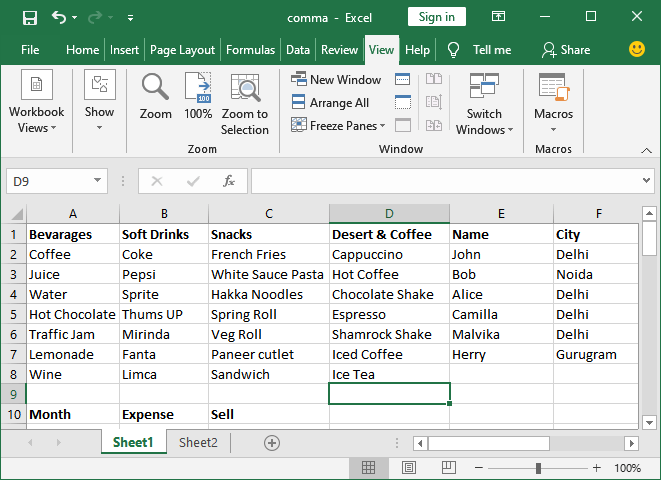 comma - Excel Sign in
File Home Insert Page Layout Formulas Data Review View Help Tell me Share
Workbook Views Show Zoom 100% Zoom to Selection New Window Arrange All Freeze Panes Switch Windows Macros
100
Zoom Window Macros
D9 fx
A B C D E F
1 Bevarages Soft Drinks Snacks Desert & Coffee Name City
2 Coffee Coke French Fries Cappuccino John Delhi
3 Juice Pepsi White Sauce Pasta Hot Coffee Bob Noida
4 Water Sprite Hakka Noodles Chocolate Shake Alice Delhi
5 Hot Chocolate Thums UP Spring Roll Espresso Camilla Delhi
6 Traffic Jam Mirinda Veg Roll Shamrock Shake Malvika Delhi
7 Lemonade Fanta Paneer cutlet Iced Coffee Herry Gurugram
8 Wine Limca Sandwich Ice Tea
9
10 Month Expense Sell
Sheet1 Sheet2
100%